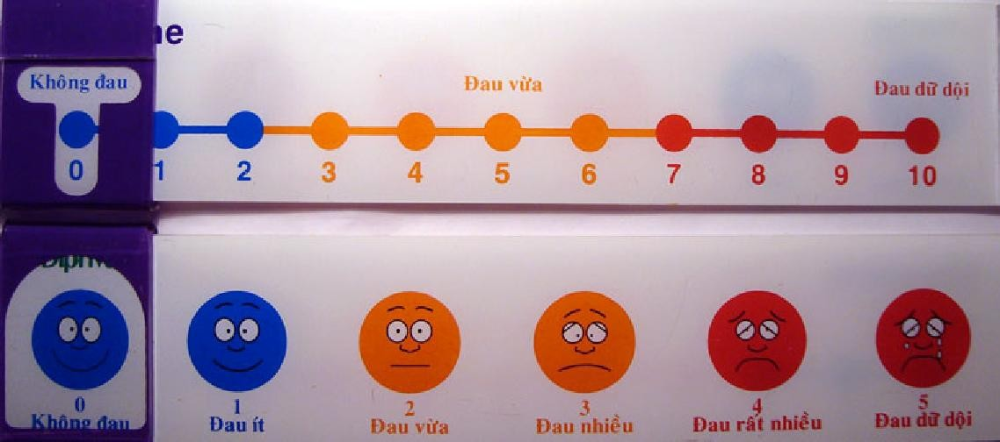 Không đau
Đau vừa
Đau dữ dội
0 1 2 3 4 5 6 7 8 9 10
0 1 2 3 4 5
Không đau Đau ít Đau vừa Đau nhiều Đau rất nhiều Đau dữ dội